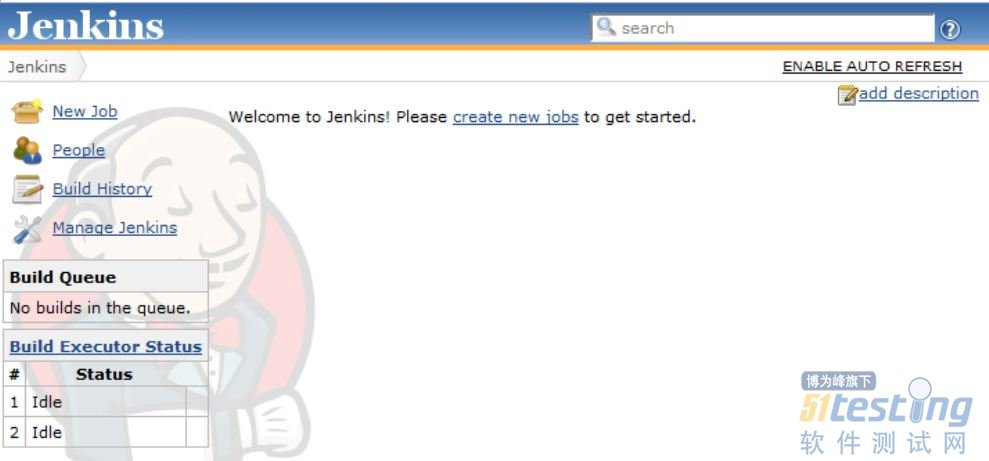 Jenkins
search
Jenkins
ENABLE AUTO REFRESH
add description
New Job
Welcome to Jenkins! Please create new jobs to get started.
People
Build History
Manage Jenkins
Build Queue
No builds in the queue.
Build Executor Status
# Status
1 Idle
2 Idle
博为峰旗下
51testing
软件测试网